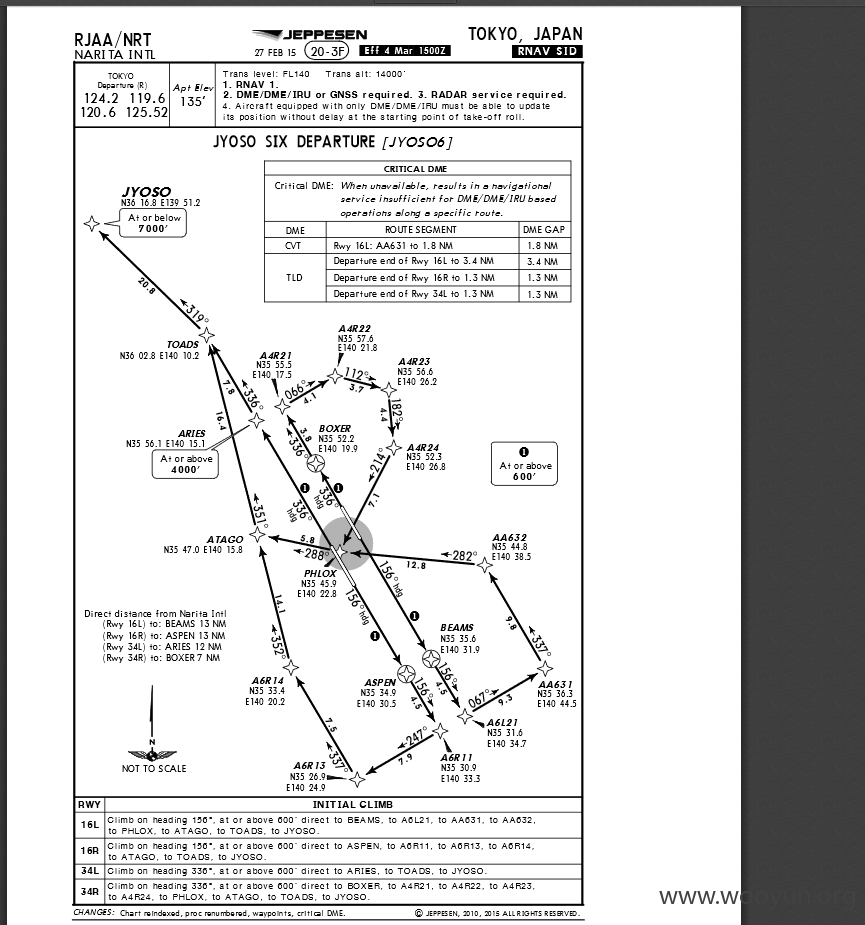 RJAA/NRT
NARITA INTL
JEPPESEN
27 FEB 15
20-3F
Eff 4 Mar 1500Z
TOKYO, JAPAN
RNAV SID
TOKYO
Departure (R)
124.2 119.6
120.6 125.52
Apt Elev
135'
Trans level: FL140 Trans alt: 14000'
1. RNAV 1.
2. DME/DME/IRU or GNSS required. 3. RADAR service required.
4. Aircraft equipped with only DME/DME/IRU must be able to update
its position without delay at the starting point of take-off roll.
JYOSO SIX DEPARTURE [JYOSO6]
CRITICAL DME
Critical DME: When unavailable, results in a navigational
service insufficient for DME/DME/IRU based
operations along a specific route.
DME ROUTE SEGMENT DME GAP
CVT Rwy 16L: AA631 to 1.8 NM 1.8 NM
TLD
Departure end of Rwy 16L to 3.4 NM 3.4 NM
Departure end of Rwy 16R to 1.3 NM 1.3 NM
Departure end of Rwy 34L to 1.3 NM 1.3 NM
JYOSO
N36 16.8 E139 51.2
At or below
7000'
20.8
319°
TOADS
N36 02.8 E140 10.2
7.8
336°
16.4
A4R21
N35 55.5
E140 17.5
066°
4.1
A4R22
N35 57.6
E140 21.8
112°
3.7
A4R23
N35 56.6
E140 26.2
182°
4.4
A4R24
N35 52.3
E140 26.8
214°
7.1
BOXER
N35 52.2
E140 19.9
3.8
336°
ARIES
N35 56.1 E140 15.1
At or above
4000'
1
At or above
600'
1
336°
hdg
1
336°
hdg
351°
ATAGO
N35 47.0 E140 15.8
5.8
288°
PHLOX
N35 45.9
E140 22.8
12.8
282°
AA632
N35 44.8
E140 38.5
156°
hdg
1
156°
hdg
1
9.8
337°
14.1
352°
Direct distance from Narita Intl
(Rwy 16L) to: BEAMS 13 NM
(Rwy 16R) to: ASPEN 13 NM
(Rwy 34L) to: ARIES 12 NM
(Rwy 34R) to: BOXER 7 NM
BEAMS
N35 35.6
E140 31.9
156°
4.5
ASPEN
N35 34.9
E140 30.5
156°
4.5
AA631
N35 36.3
E140 44.5
067°
9.3
A6L21
N35 31.6
E140 34.7
A6R14
N35 33.4
E140 20.2
7.5
337°
A6R11
N35 30.9
E140 33.3
247°
7.9
A6R13
N35 26.9
E140 24.9
N
NOT TO SCALE
RWY INITIAL CLIMB
16L Climb on heading 156°, at or above 600' direct to BEAMS, to A6L21, to AA631, to AA632,
to PHLOX, to ATAGO, to TOADS, to JYOSO.
16R Climb on heading 156°, at or above 600' direct to ASPEN, to A6R11, to A6R13, to A6R14,
to ATAGO, to TOADS, to JYOSO.
34L Climb on heading 336°, at or above 600' direct to ARIES, to TOADS, to JYOSO.
34R Climb on heading 336°, at or above 600' direct to BOXER, to A4R21, to A4R22, to A4R23,
to A4R24, to PHLOX, to ATAGO, to TOADS, to JYOSO.
CHANGES: Chart reindexed, proc renumbered, waypoints, critical DME.
© JEPPESEN, 2010, 2015 ALL RIGHTS RESERVED.
www.wooyun.org